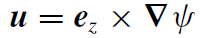 𝒖 = 𝒆_z × ∇ψ